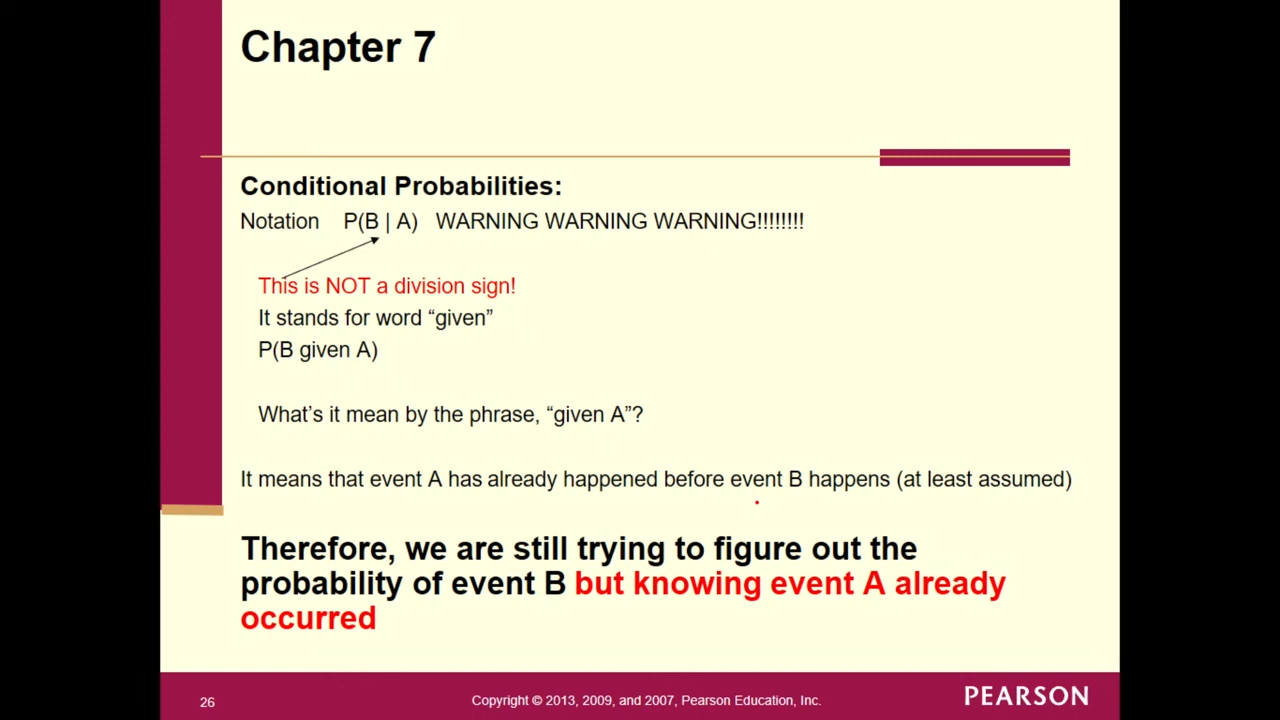 Chapter 7
Conditional Probabilities:
Notation P(B | A) WARNING WARNING WARNING!!!!!!!!
This is NOT a division sign!
It stands for word “given”
P(B given A)
What’s it mean by the phrase, “given A”?
It means that event A has already happened before event B happens (at least assumed)
Therefore, we are still trying to figure out the
probability of event B but knowing event A already
occurred
26
Copyright © 2013, 2009, and 2007, Pearson Education, Inc.
PEARSON